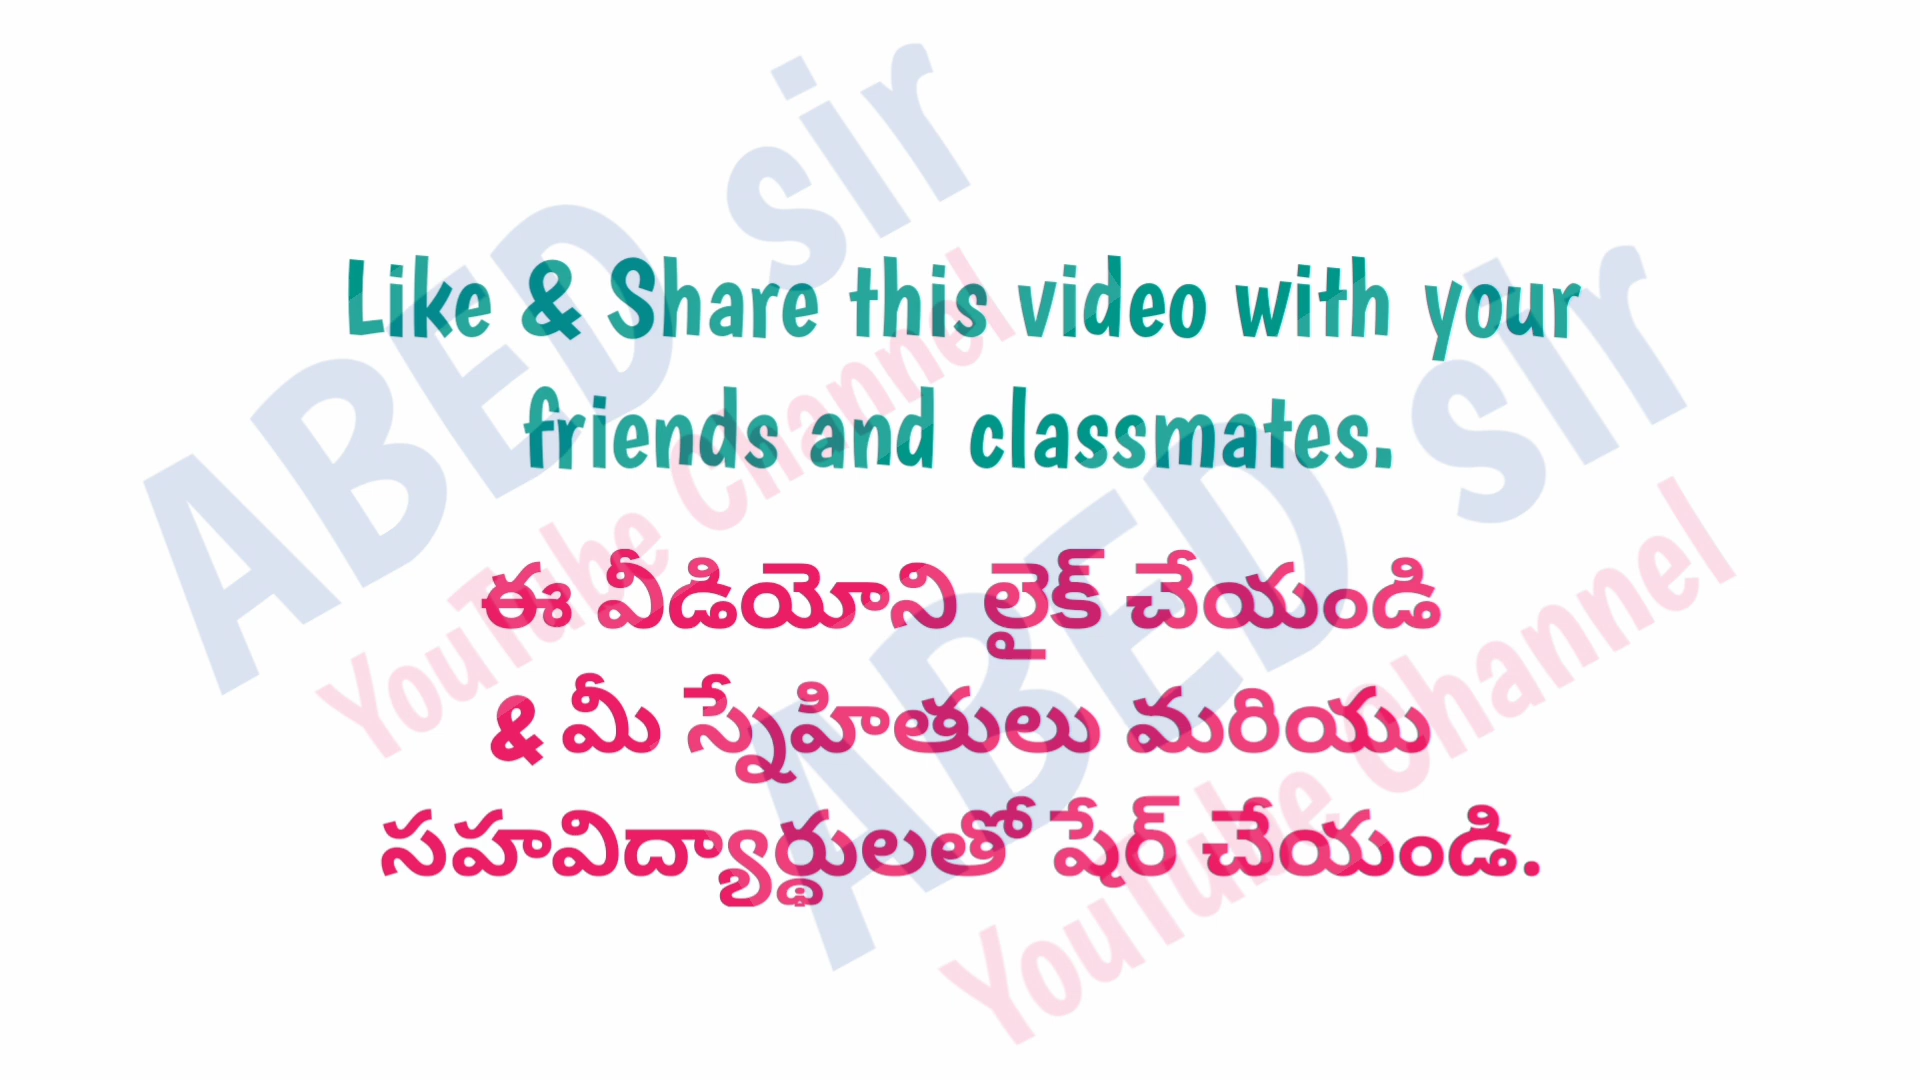 Like & Share this video with your
friends and classmates.
ఈ వీడియోని లైక్ చేయండి
& మీ స్నేహితులు మరియు
సహవిద్యార్థులతో షేర్ చేయండి.
ABED sir
YouTube Channel
ABED sir
YouTube Channel